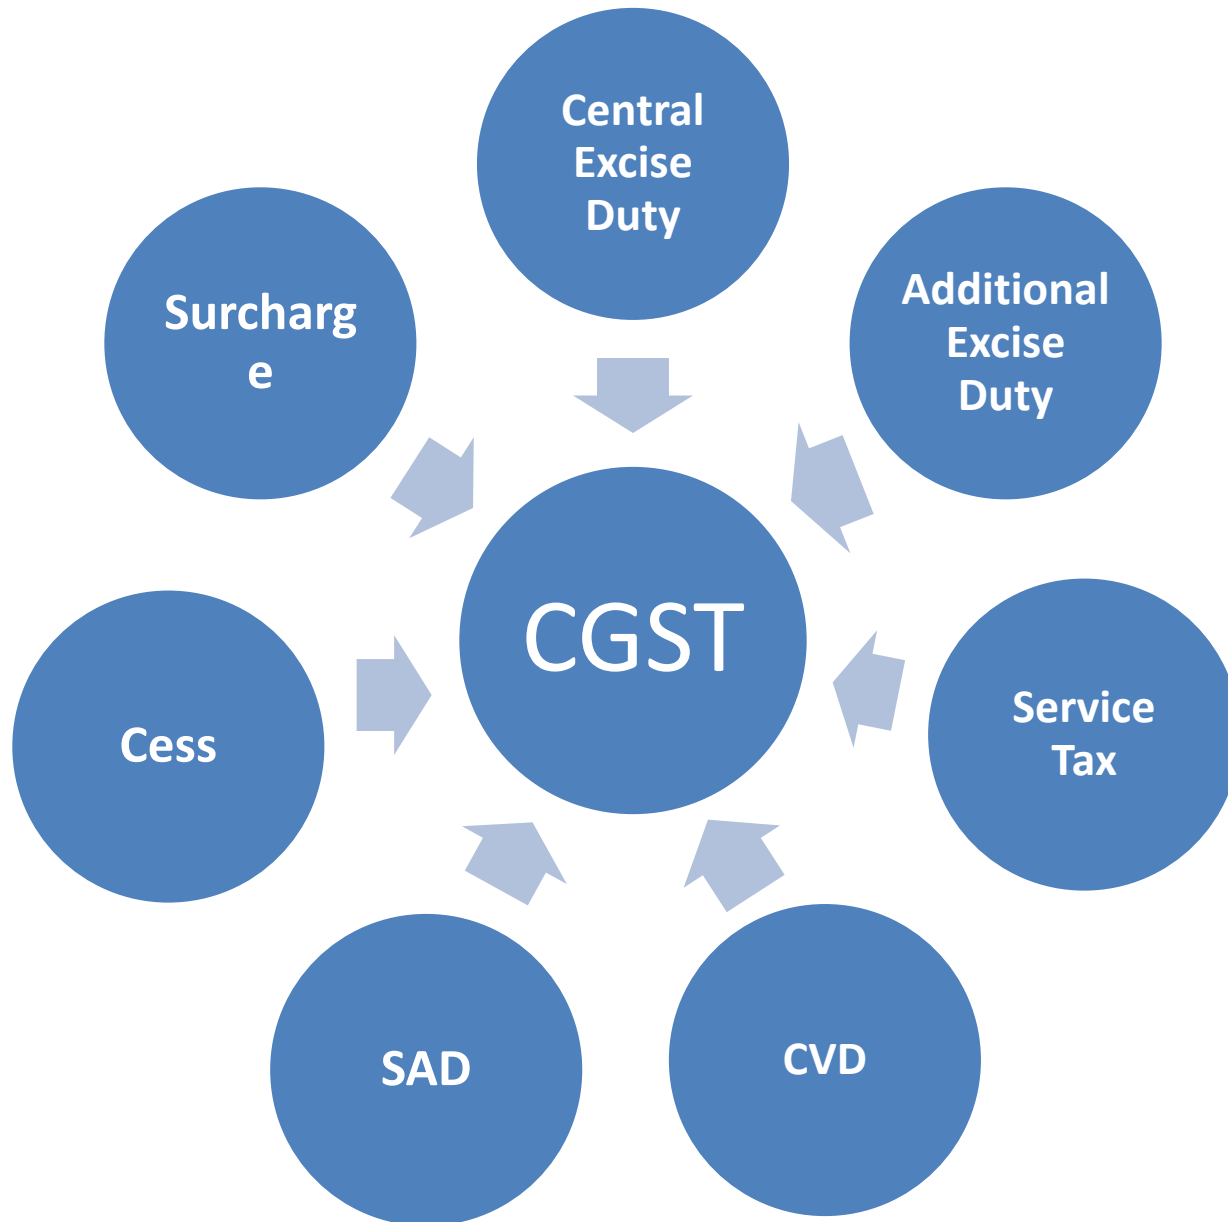 Central
Excise
Duty
Additional
Excise
Duty
Service
Tax
CVD
SAD
Cess
Surcharg
e
CGST